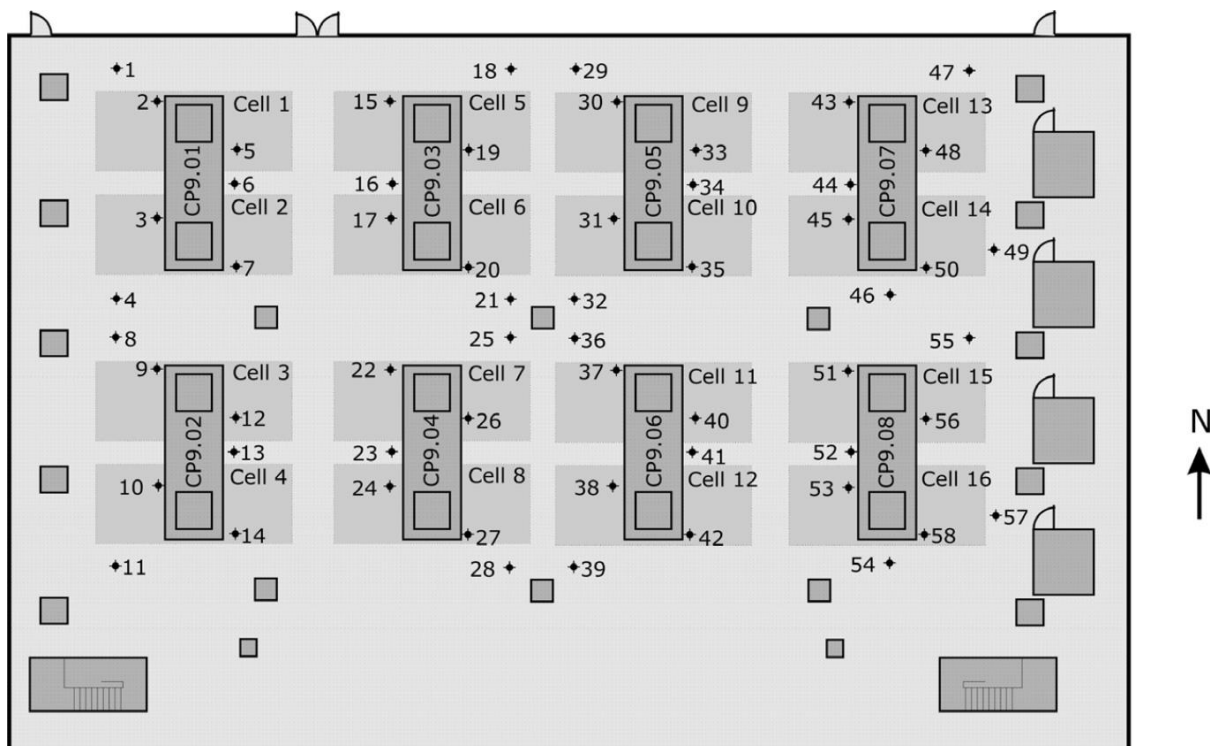 1 18 29 47
2 Cell 1 15 Cell 5 30 Cell 9 43 Cell 13
CP9.01 CP9.03 CP9.05 CP9.07
5 19 33 48
6 16 34 44
3 Cell 2 17 Cell 6 31 Cell 10 45 Cell 14
49
7 20 35 50
4 21 32 46
8 25 36 55
9 Cell 3 22 Cell 7 37 Cell 11 51 Cell 15
N
CP9.02 CP9.04 CP9.06 CP9.08
12 26 40 56
13 23 41 52
10 Cell 4 24 Cell 8 38 Cell 12 53 Cell 16
57
14 27 42 58
11 28 39 54